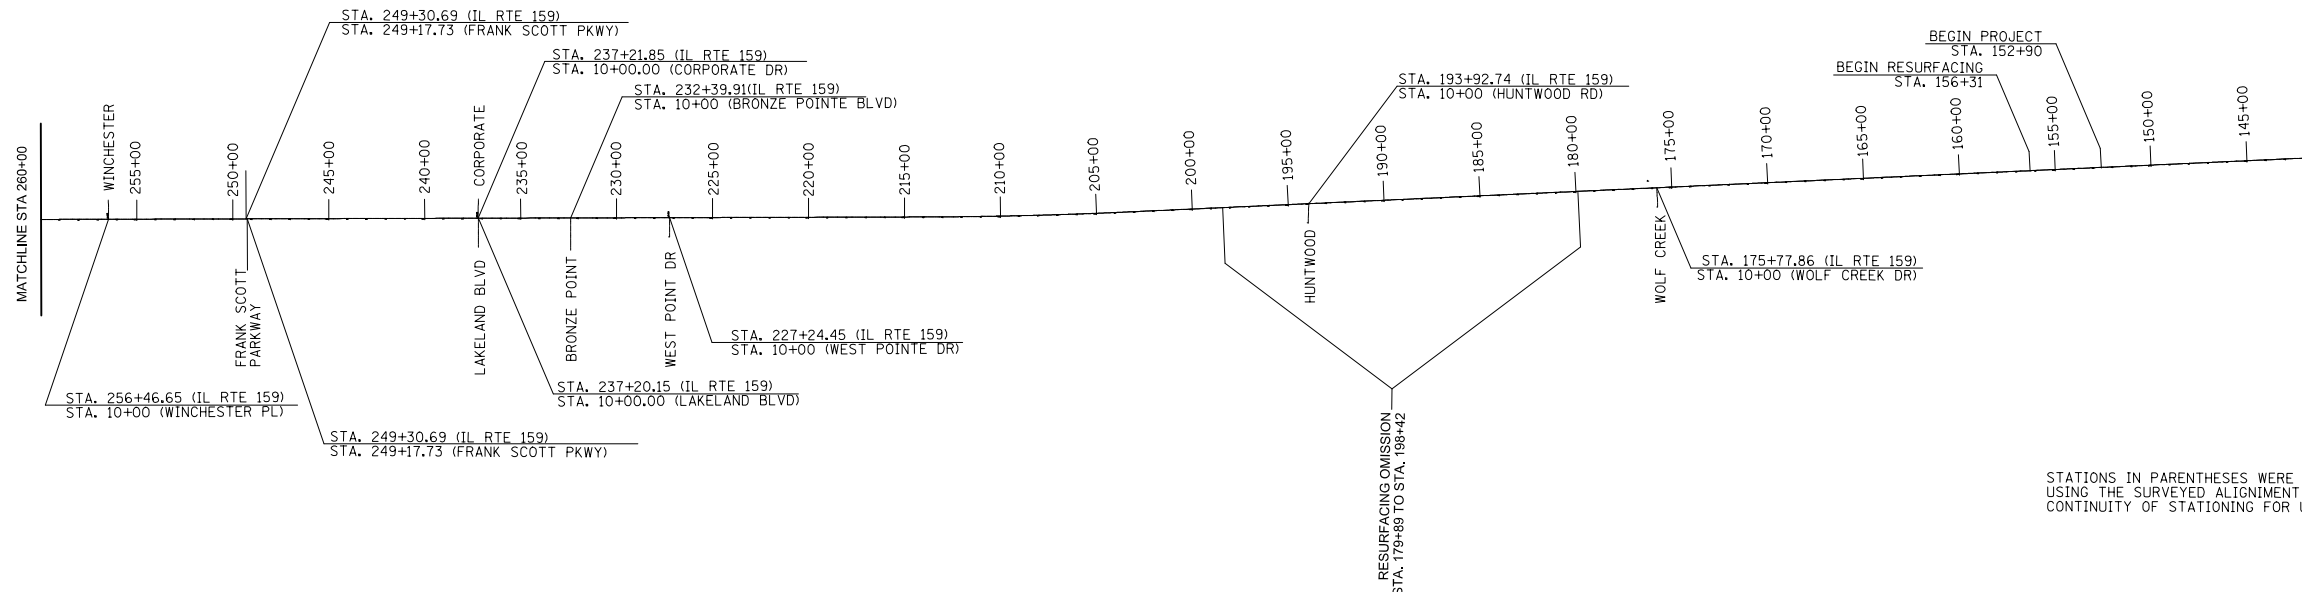 STA. 249+30.69 (IL RTE 159)
STA. 249+17.73 (FRANK SCOTT PKWY)
STA. 237+21.85 (IL RTE 159)
STA. 10+00.00 (CORPORATE DR)
STA. 232+39.91(IL RTE 159)
STA. 10+00 (BRONZE POINTE BLVD)
STA. 193+92.74 (IL RTE 159)
STA. 10+00 (HUNTWOOD RD)
BEGIN PROJECT
STA. 152+90
BEGIN RESURFACING
STA. 156+31
MATCHLINE STA 260+00
WINCHESTER
255+00
250+00
245+00
240+00
CORPORATE
235+00
230+00
225+00
220+00
215+00
210+00
205+00
200+00
195+00
190+00
185+00
180+00
175+00
170+00
165+00
160+00
155+00
150+00
145+00
FRANK SCOTT
PARKWAY
LAKELAND BLVD
BRONZE POINT
WEST POINT DR
HUNTWOOD
WOLF CREEK
STA. 175+77.86 (IL RTE 159)
STA. 10+00 (WOLF CREEK DR)
STA. 227+24.45 (IL RTE 159)
STA. 10+00 (WEST POINTE DR)
STA. 237+20.15 (IL RTE 159)
STA. 10+00.00 (LAKELAND BLVD)
STA. 256+46.65 (IL RTE 159)
STA. 10+00 (WINCHESTER PL)
STA. 249+30.69 (IL RTE 159)
STA. 249+17.73 (FRANK SCOTT PKWY)
RESURFACING OMISSION
STA. 179+89 TO STA. 198+42
STATIONS IN PARENTHESES WERE
USING THE SURVEYED ALIGNIMENT
CONTINUITY OF STATIONING FOR